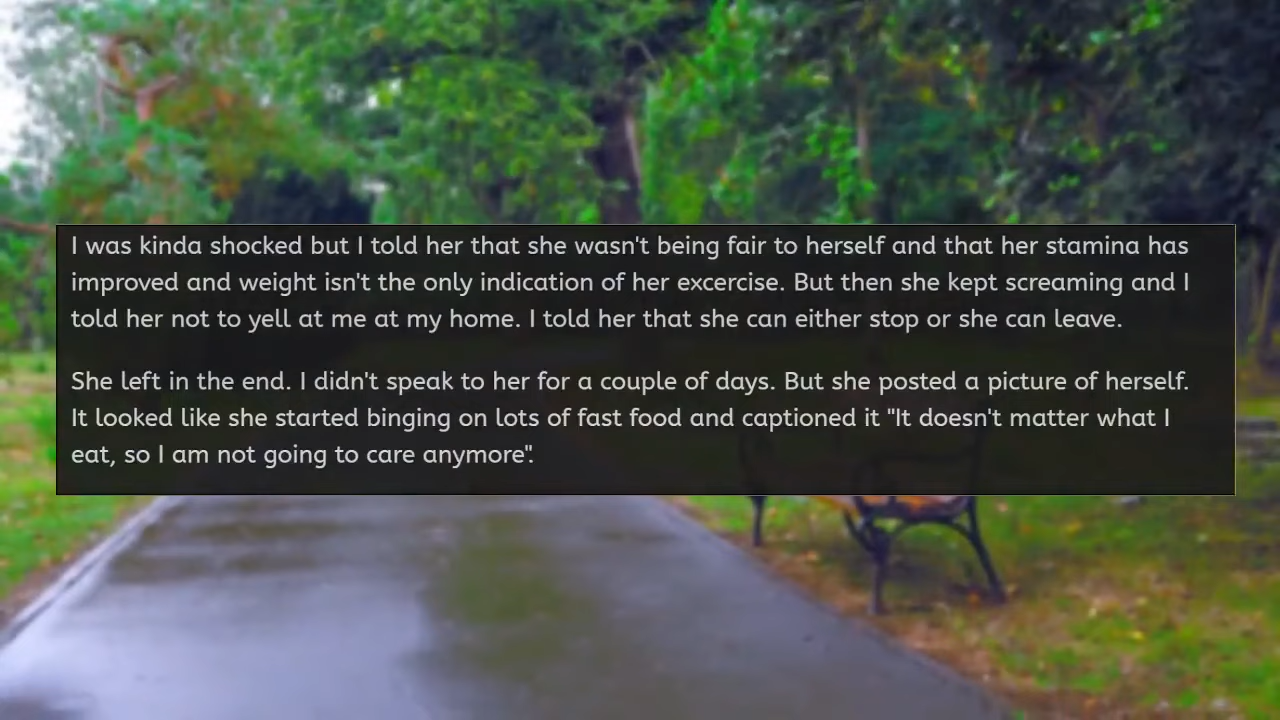 I was kinda shocked but I told her that she wasn't being fair to herself and that her stamina has
improved and weight isn't the only indication of her excercise. But then she kept screaming and I
told her not to yell at me at my home. I told her that she can either stop or she can leave.
She left in the end. I didn't speak to her for a couple of days. But she posted a picture of herself.
It looked like she started binging on lots of fast food and captioned it "It doesn't matter what I
eat, so I am not going to care anymore".